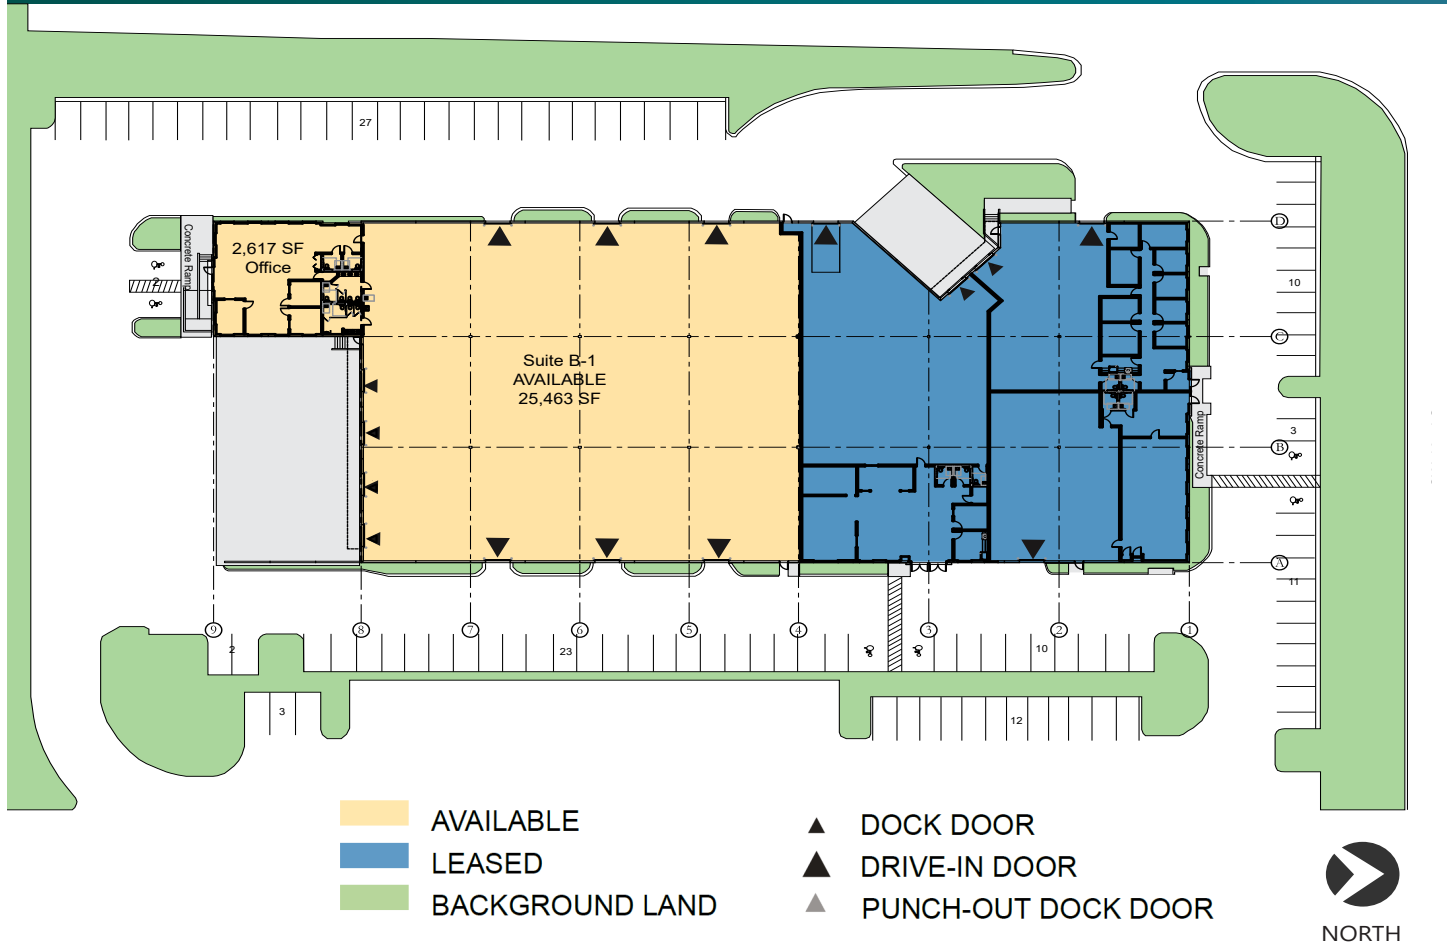 27
D
Concrete Ramp
2,617 SF
Office
2
10
C
Suite B-1
AVAILABLE
25,463 SF
Concrete Ramp
3
B
A
11
9
8
7
6
5
4
3
2
1
2
23
10
3
12
AVAILABLE
LEASED
BACKGROUND LAND
DOCK DOOR
DRIVE-IN DOOR
PUNCH-OUT DOCK DOOR
NORTH